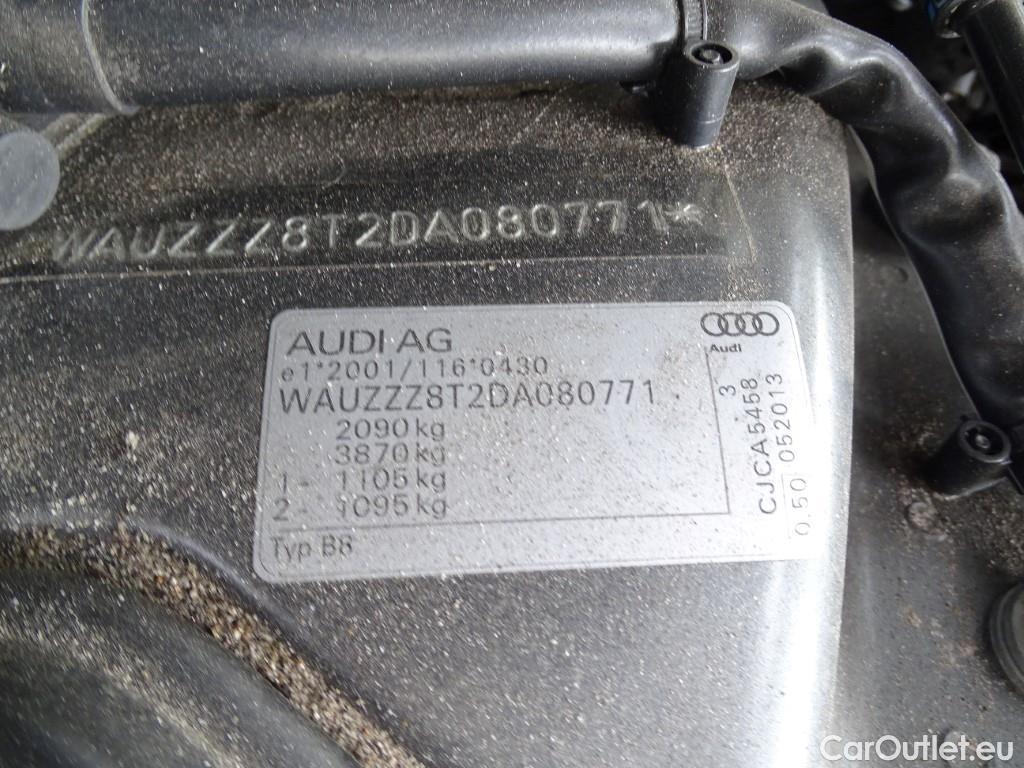 WAUZZZ8T2DA080771*
AUDI AG
Audi
e1*2001/116*0430
WAUZZZ8T2DA080771
2090 kg
3870 kg
1 - 1105 kg
2 - 1095 kg
Typ B8
3
CJCA5458
0.50 052013
CarOutlet.eu